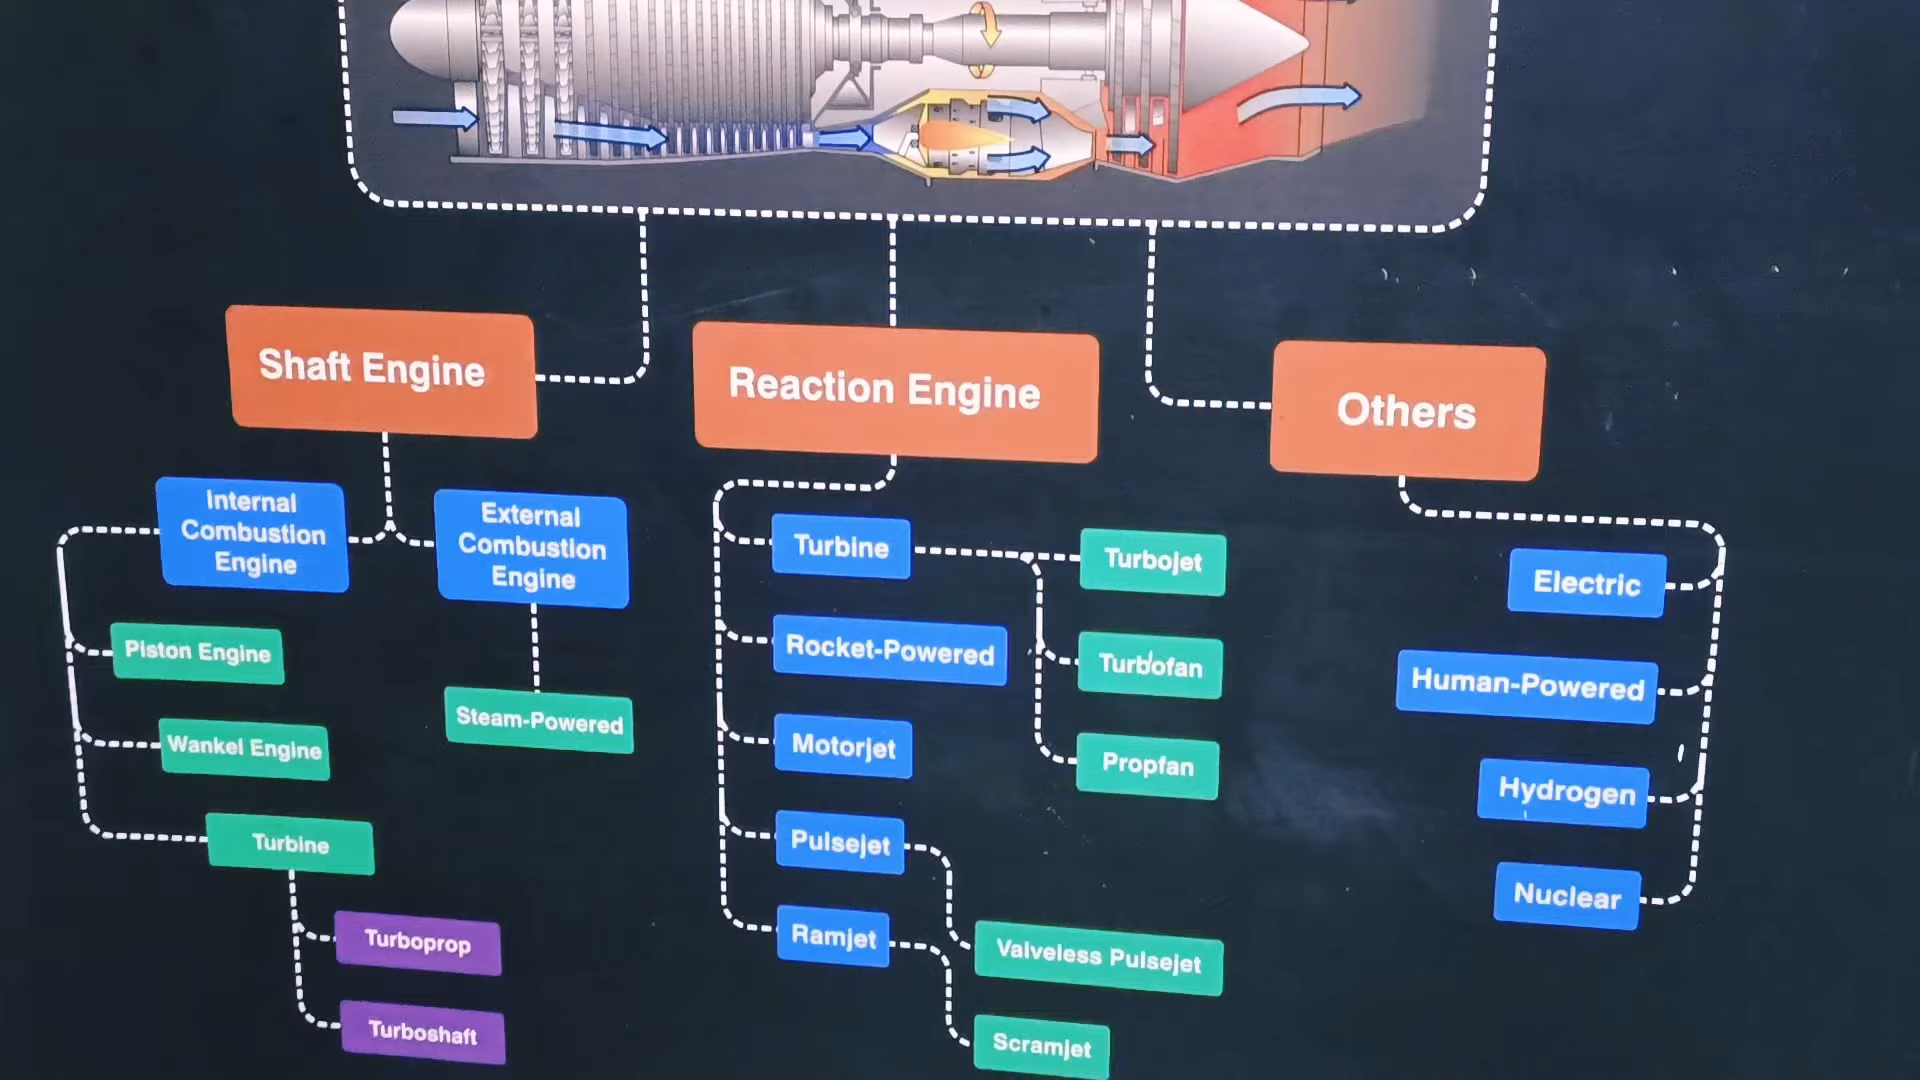 Shaft Engine
Reaction Engine
Others
Internal
Combustion
Engine
External
Combustion
Engine
Piston Engine
Wankel Engine
Turbine
Turboprop
Turboshaft
Steam-Powered
Turbine
Turbojet
Turbofan
Propfan
Rocket-Powered
Motorjet
Pulsejet
Valveless Pulsejet
Ramjet
Scramjet
Electric
Human-Powered
Hydrogen
Nuclear